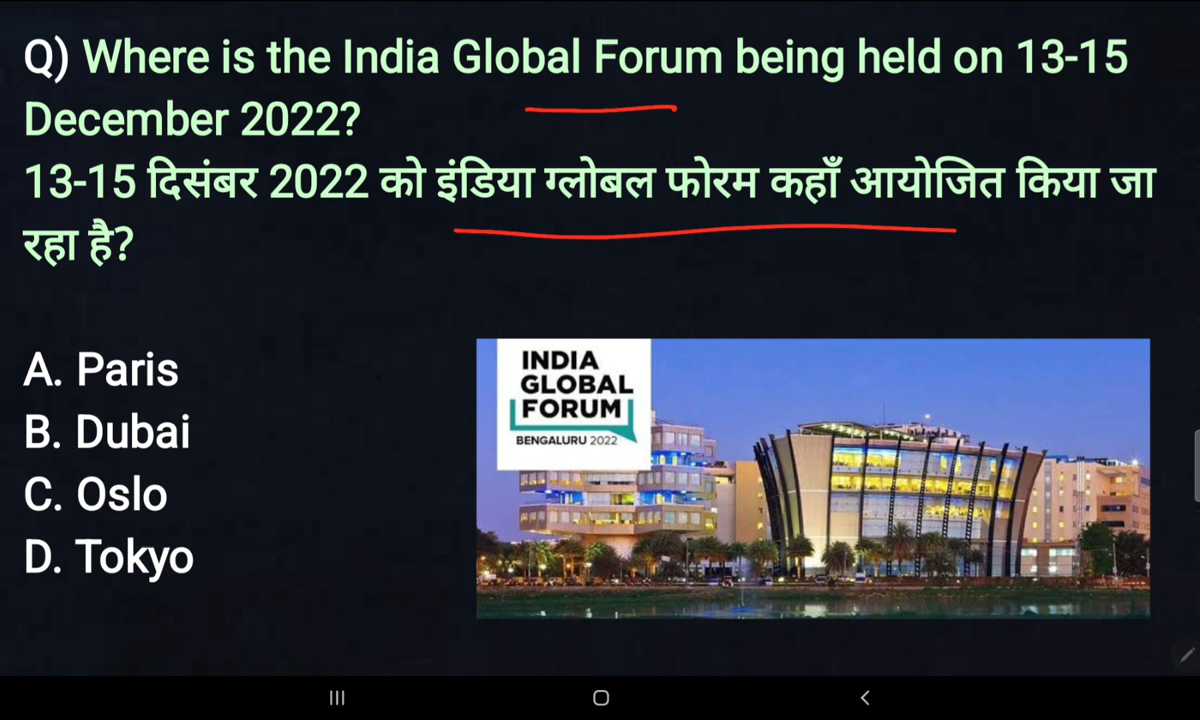 Q) Where is the India Global Forum being held on 13-15
December 2022?
13-15 दिसंबर 2022 को इंडिया ग्लोबल फोरम कहाँ आयोजित किया जा
रहा है?
A. Paris
B. Dubai
C. Oslo
D. Tokyo
INDIA
GLOBAL
FORUM
BENGALURU 2022